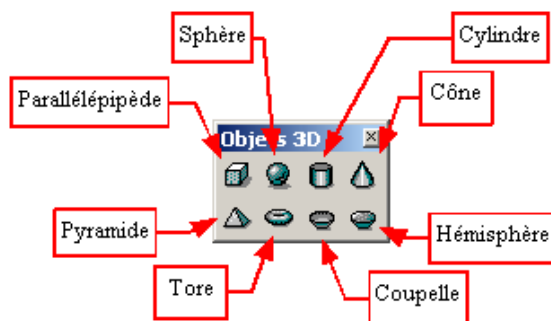 Sphère
Cylindre
Parallélépipède
Cône
Objets 3D
Pyramide
Hémisphère
Tore
Coupelle